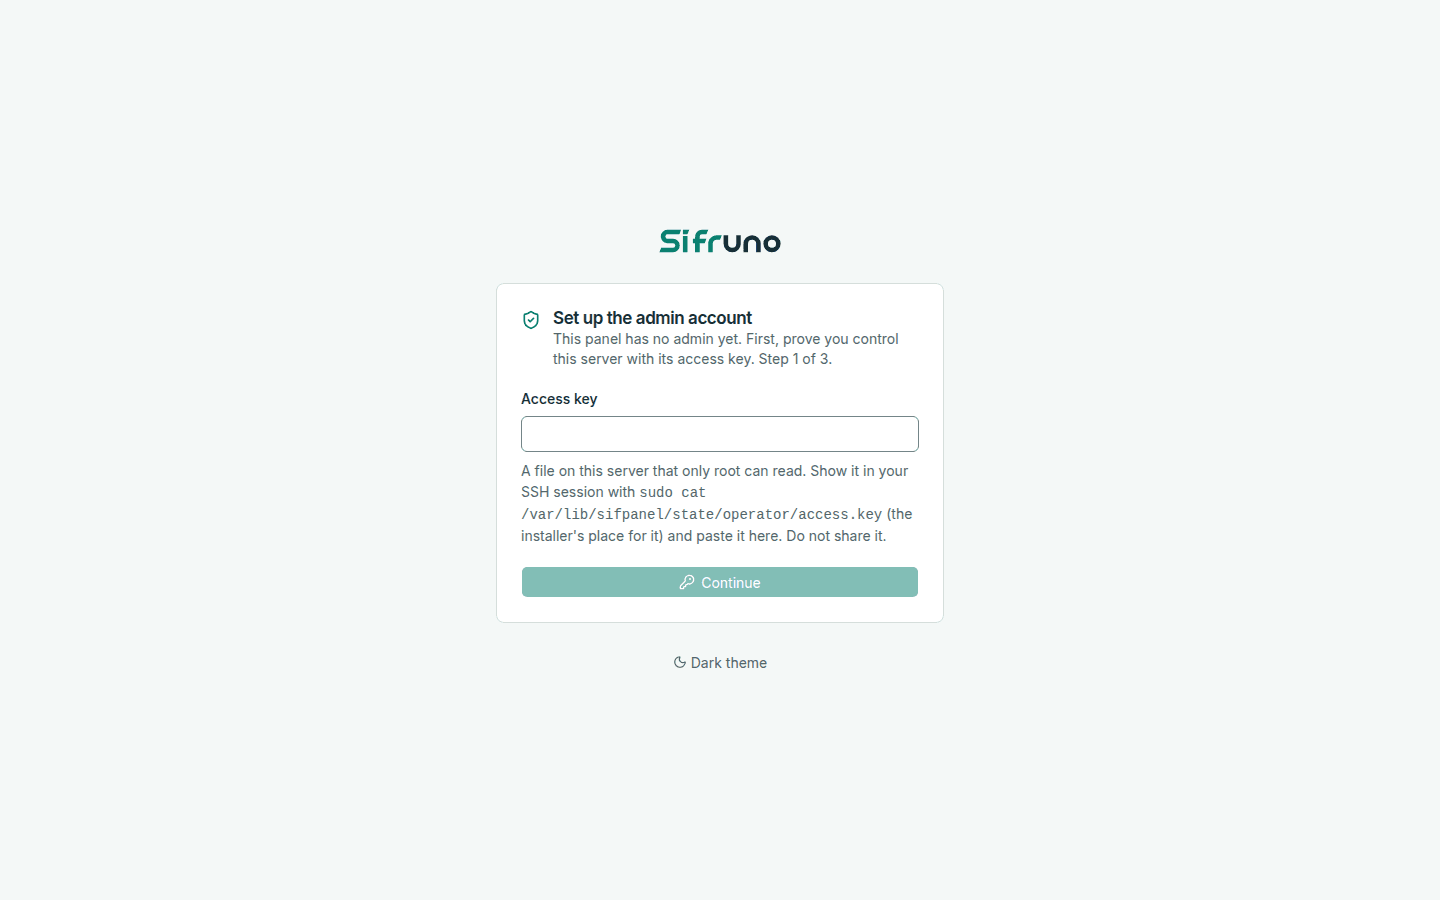 Sifruno
Set up the admin account
This panel has no admin yet. First, prove you control
this server with its access key. Step 1 of 3.
Access key
A file on this server that only root can read. Show it in your
SSH session with sudo cat
/var/lib/sifpanel/state/operator/access.key (the
installer's place for it) and paste it here. Do not share it.
Continue
Dark theme